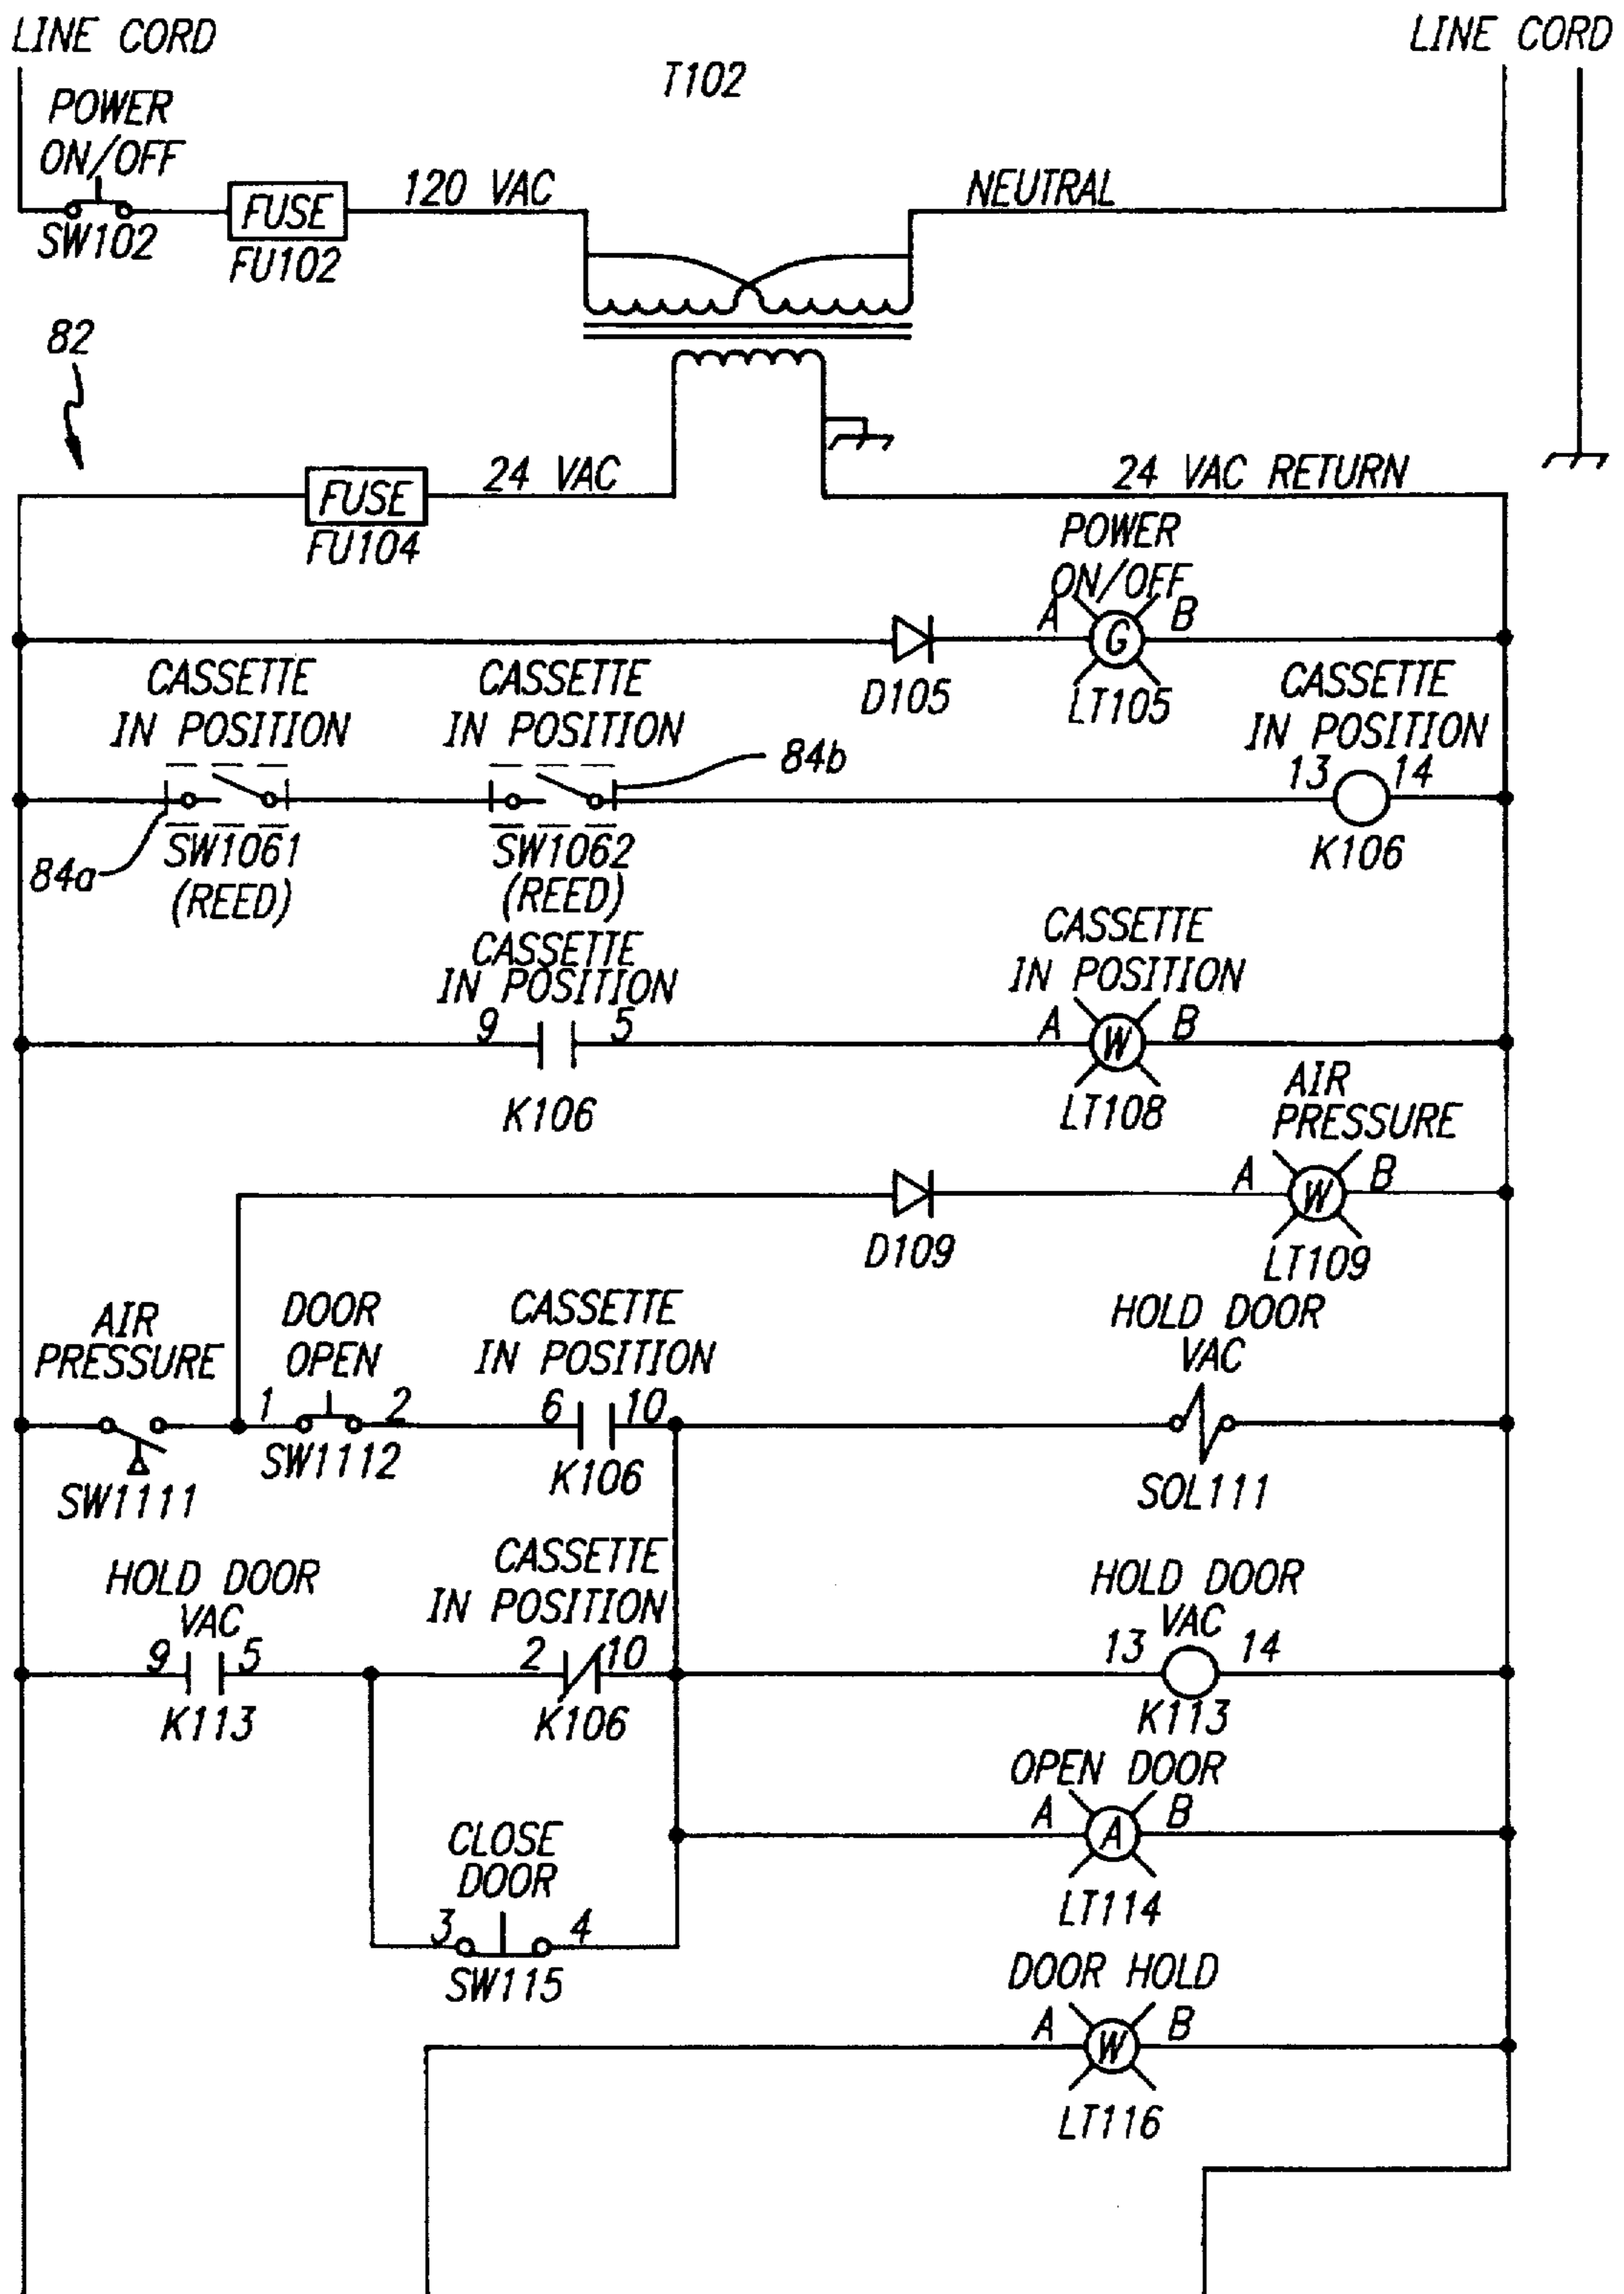 LINE CORD
LINE CORD
T102
POWER
ON/OFF
120 VAC
NEUTRAL
FUSE
SW102
FU102
82
24 VAC
24 VAC RETURN
FUSE
FU104
POWER
ON/OFF
A
B
G
D105
LT105
CASSETTE
IN POSITION
CASSETTE
IN POSITION
CASSETTE
IN POSITION
84b
13
14
84a
SW1061
(REED)
SW1062
(REED)
K106
CASSETTE
IN POSITION
9
5
K106
CASSETTE
IN POSITION
A
B
W
LT108
AIR
PRESSURE
A
B
W
D109
LT109
AIR
PRESSURE
DOOR
OPEN
CASSETTE
IN POSITION
HOLD DOOR
VAC
1
2
6
10
SW1111
SW1112
K106
SOL111
HOLD DOOR
VAC
CASSETTE
IN POSITION
HOLD DOOR
VAC
9
5
2
10
13
14
K113
K106
K113
OPEN DOOR
A
B
A
LT114
CLOSE
DOOR
3
4
SW115
DOOR HOLD
A
B
W
LT116